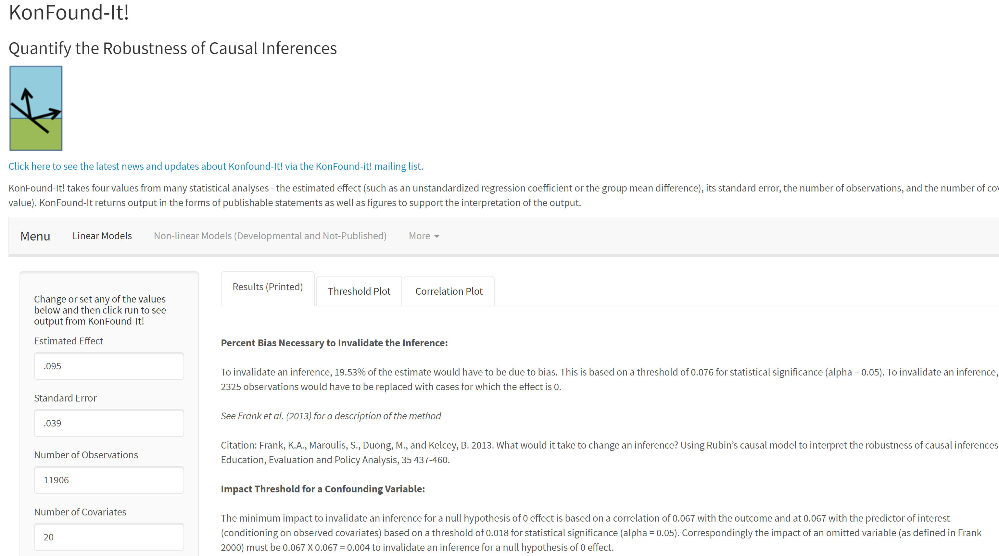 KonFound-It!
Quantify the Robustness of Causal Inferences
Click here to see the latest news and updates about Konfound-It! via the KonFound-it! mailing list.
KonFound-It! takes four values from many statistical analyses - the estimated effect (such as an unstandardized regression coefficient or the group mean difference), its standard error, the number of observations, and the number of
value). KonFound-It returns output in the forms of publishable statements as well as figures to support the interpretation of the output.
Menu Linear Models Non-linear Models (Developmental and Not-Published) More
Change or set any of the values
below and then click run to see
output from KonFound-It!
Estimated Effect
.095
Standard Error
.039
Number of Observations
11906
Number of Covariates
20
Results (Printed) Threshold Plot Correlation Plot
Percent Bias Necessary to Invalidate the Inference:
To invalidate an inference, 19.53% of the estimate would have to be due to bias. This is based on a threshold of 0.076 for statistical significance (alpha = 0.05). To invalidate an inference,
2325 observations would have to be replaced with cases for which the effect is 0.
See Frank et al. (2013) for a description of the method
Citation: Frank, K.A., Maroulis, S., Duong, M., and Kelcey, B. 2013. What would it take to change an inference? Using Rubin’s causal model to interpret the robustness of causal inferences
Education, Evaluation and Policy Analysis, 35 437-460.
Impact Threshold for a Confounding Variable:
The minimum impact to invalidate an inference for a null hypothesis of 0 effect is based on a correlation of 0.067 with the outcome and at 0.067 with the predictor of interest
(conditioning on observed covariates) based on a threshold of 0.018 for statistical significance (alpha = 0.05). Correspondingly the impact of an omitted variable (as defined in Frank
2000) must be 0.067 X 0.067 = 0.004 to invalidate an inference for a null hypothesis of 0 effect.